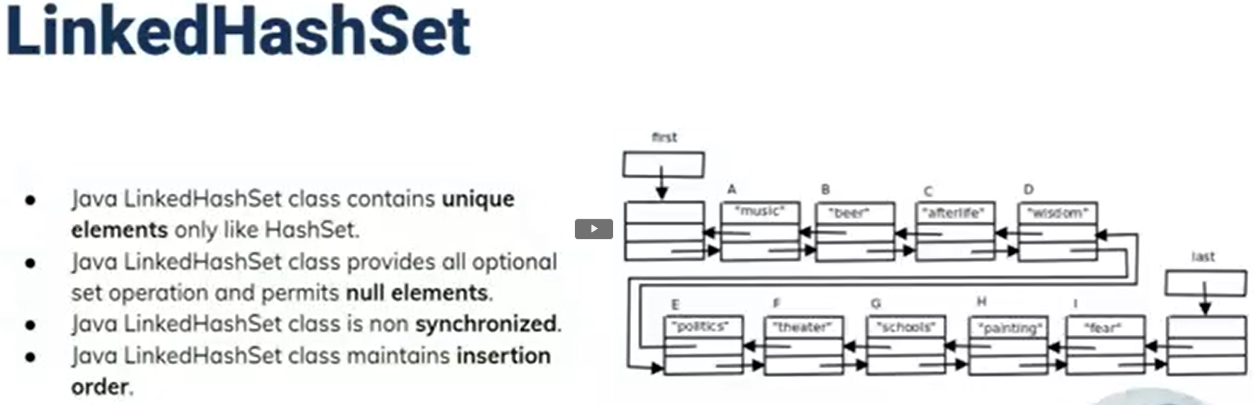 LinkedHashSet
● Java LinkedHashSet class contains unique
elements only like HashSet.
● Java LinkedHashSet class provides all optional
set operation and permits null elements.
● Java LinkedHashSet class is non synchronized.
● Java LinkedHashSet class maintains insertion
order.
first
A B C D
"music" "beer" "afterlife" "wisdom"
last
E F G H I
"politics" "theater" "schools" "painting" "fear"